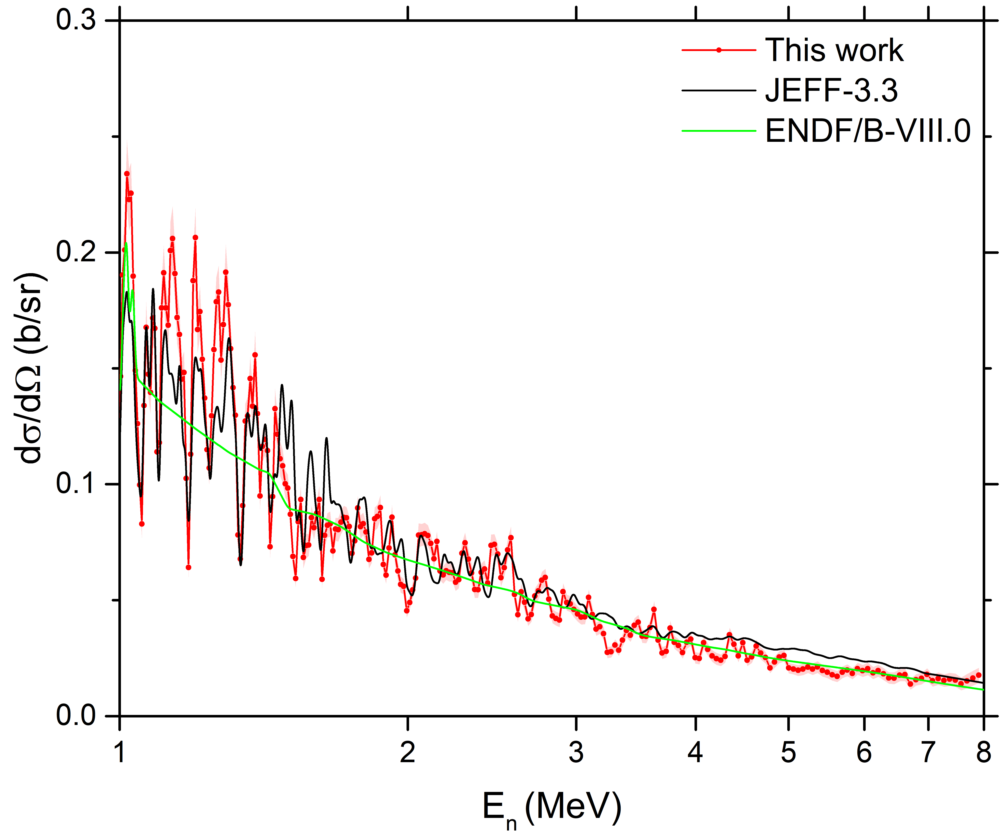 0.3
This work
JEFF-3.3
ENDF/B-VIII.0
0.2
dσ/dΩ (b/sr)
0.1
0.0
1 2 3 4 5 6 7 8
En (MeV)